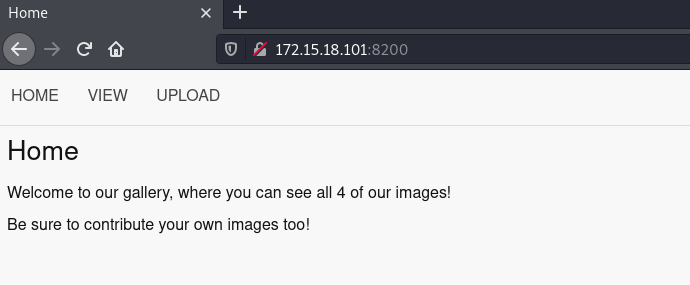 Home
172.15.18.101:8200
HOME VIEW UPLOAD
Home
Welcome to our gallery, where you can see all 4 of our images!
Be sure to contribute your own images too!